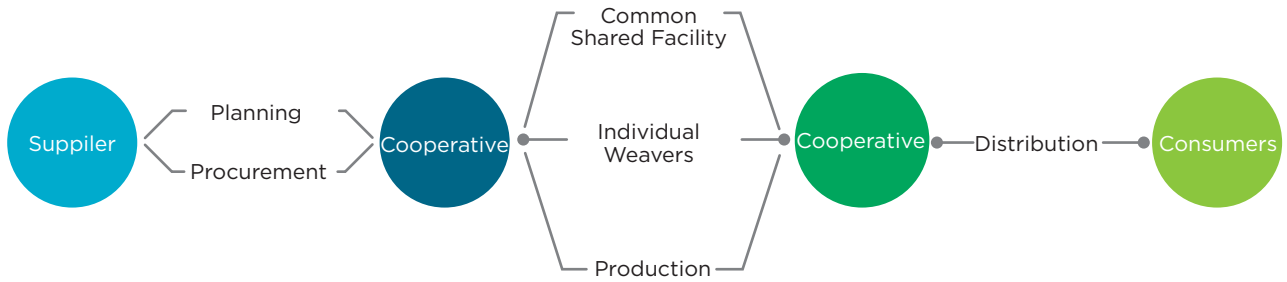 Suppiler
Planning
Procurement
Cooperative
Common
Shared Facility
Individual
Weavers
Production
Cooperative
Distribution
Consumers